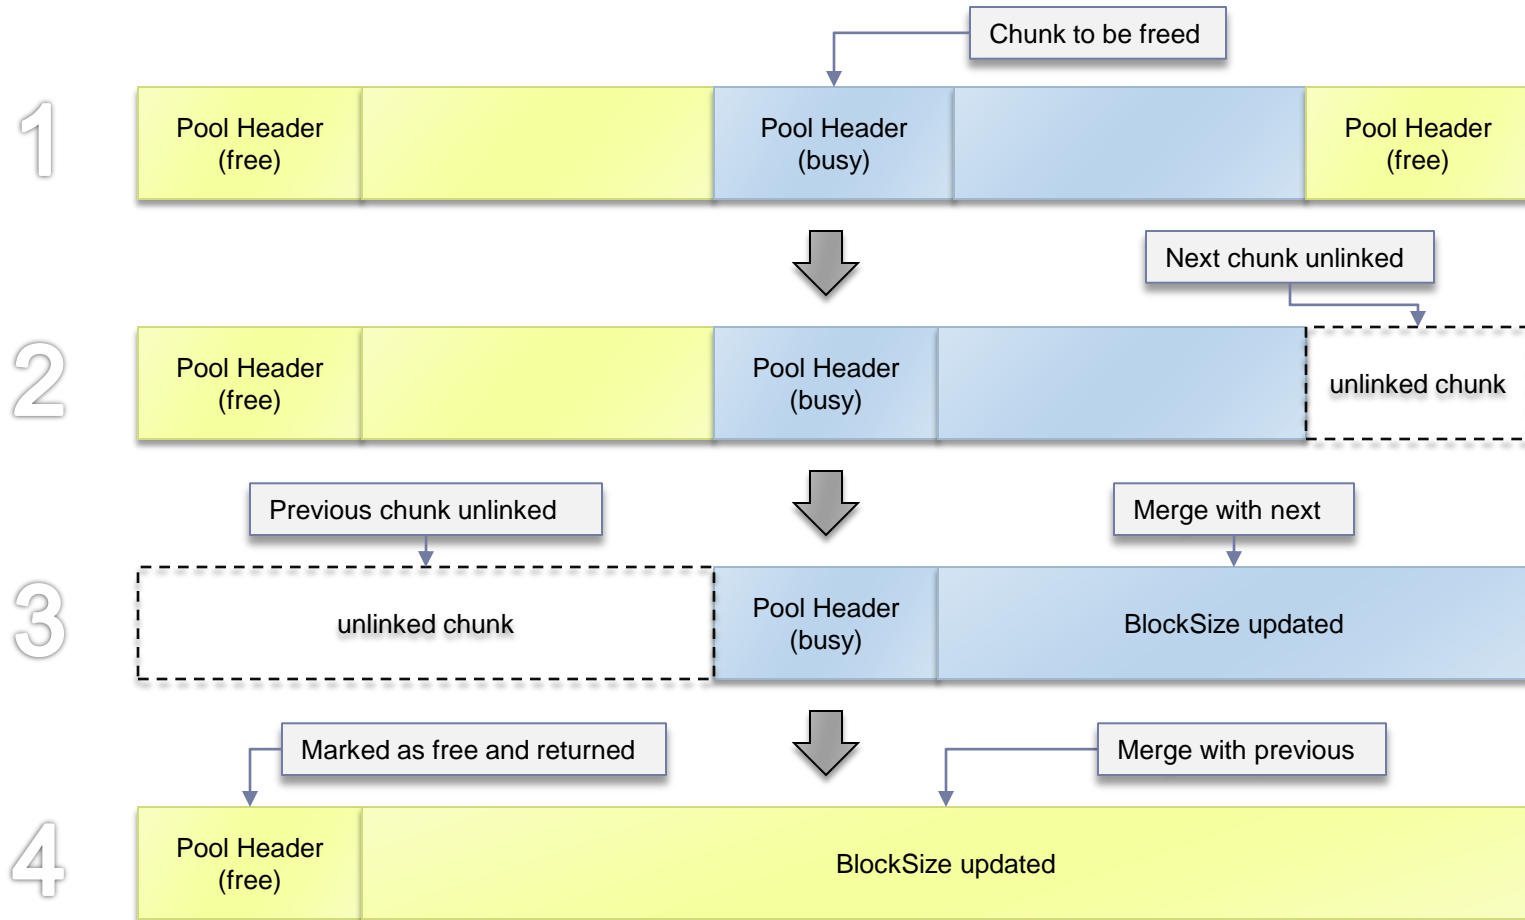 Chunk to be freed
1
Pool Header
(free)
Pool Header
(busy)
Pool Header
(free)
Next chunk unlinked
2
Pool Header
(free)
Pool Header
(busy)
unlinked chunk
Previous chunk unlinked
Merge with next
3
unlinked chunk
Pool Header
(busy)
BlockSize updated
Marked as free and returned
Merge with previous
4
Pool Header
(free)
BlockSize updated